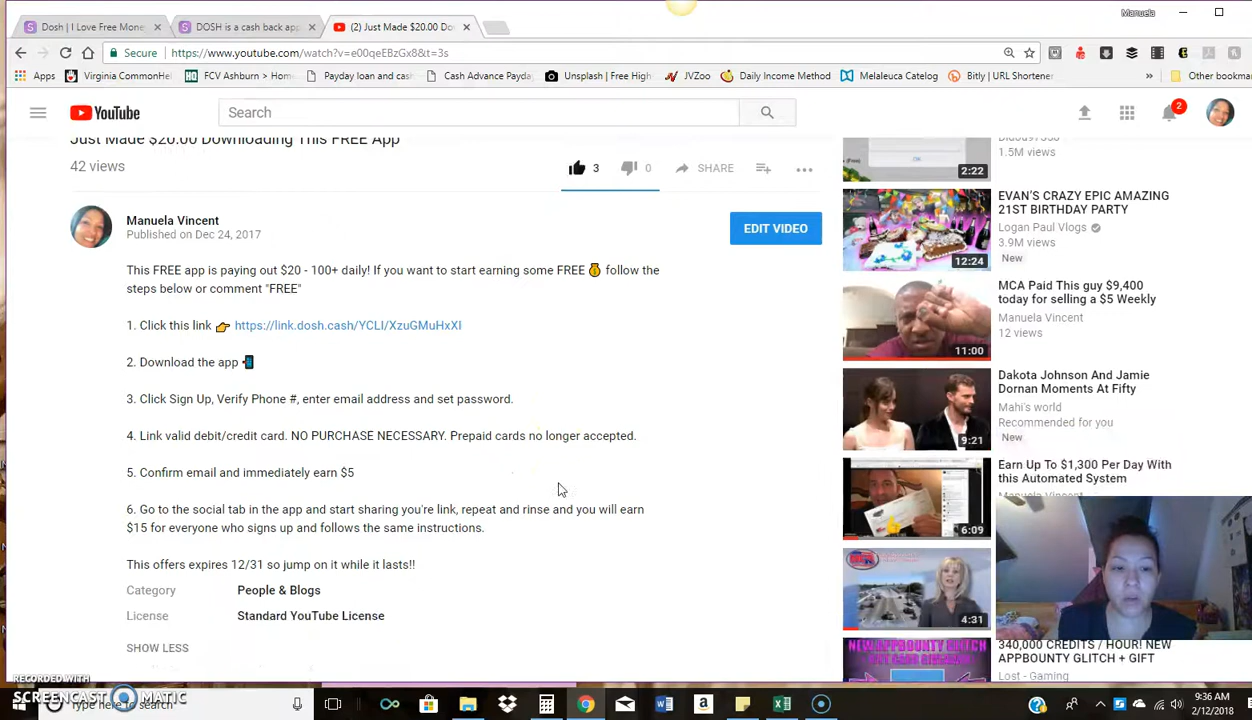 Manuela
Dosh | I Love Free Mone
DOSH is a cash back app
(2) Just Made $20.00 Do
Secure | https://www.youtube.com/watch?v=e00qeEBzGx8&t=3s
Apps
Virginia CommonHe
FCV Ashburn > Home
Payday loan and cas
Cash Advance Payda
Unsplash | Free High
JVZoo
Daily Income Method
Melaleuca Catelog
Bitly | URL Shortene
»
Other bookmar
YouTube
Search
2
Just Made $20.00 Downloading This FREE App
42 views
3
0
SHARE
Manuela Vincent
Published on Dec 24, 2017
EDIT VIDEO
This FREE app is paying out $20 - 100+ daily! If you want to start earning some FREE 💰 follow the
steps below or comment "FREE"
1. Click this link 👉 https://link.dosh.cash/YCLI/XzuGMuHxXI
2. Download the app 📲
3. Click Sign Up, Verify Phone #, enter email address and set password.
4. Link valid debit/credit card. NO PURCHASE NECESSARY. Prepaid cards no longer accepted.
5. Confirm email and immediately earn $5
6. Go to the social tab in the app and start sharing you're link, repeat and rinse and you will earn
$15 for everyone who signs up and follows the same instructions.
This offers expires 12/31 so jump on it while it lasts!!
Category
People & Blogs
License
Standard YouTube License
SHOW LESS
1.5M views
2:22
EVAN'S CRAZY EPIC AMAZING
21ST BIRTHDAY PARTY
Logan Paul Vlogs
3.9M views
New
12:24
MCA Paid This guy $9,400
today for selling a $5 Weekly
Manuela Vincent
12 views
11:00
Dakota Johnson And Jamie
Dornan Moments At Fifty
Mahi's world
Recommended for you
New
9:21
Earn Up To $1,300 Per Day With
this Automated System
Manuela Vincent
6:09
4:31
340,000 CREDITS / HOUR! NEW
APPBOUNTY GLITCH + GIFT
Lost - Gaming
NEW APPBOUNTY
RECORDED WITH
SCREENCAST MATIC
Type here to search
9:36 AM
2/12/2018